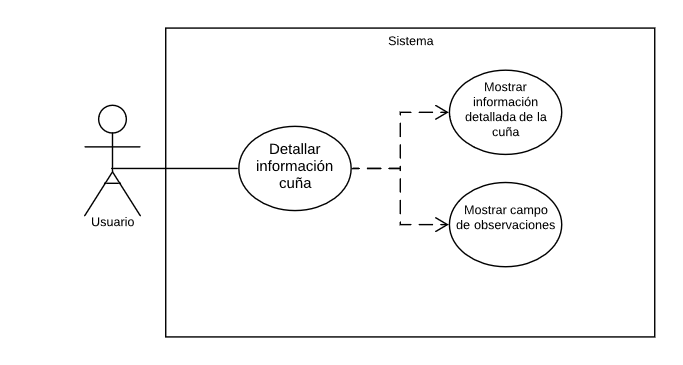 Sistema
Mostrar
información
detallada de la
cuña
Detallar
información
cuña
Mostrar campo
de observaciones
Usuario